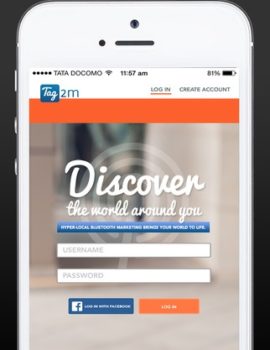 TATA DOCOMO 11:57 am 81%
Tag2m LOG IN CREATE ACCOUNT
Discover
the world around you
HYPER-LOCAL BLUETOOTH MARKETING BRINGS YOUR WORLD TO LIFE.
USERNAME
PASSWORD
f LOG IN WITH FACEBOOK LOG IN